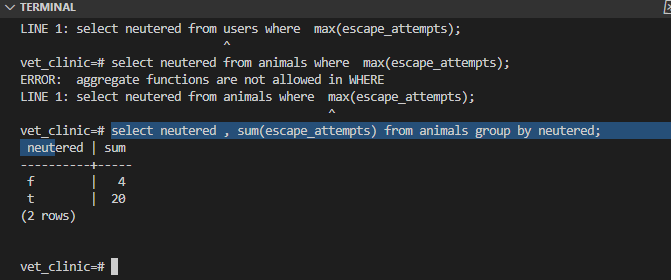 TERMINAL
LINE 1: select neutered from users where  max(escape_attempts);
^
vet_clinic=# select neutered from animals where  max(escape_attempts);
ERROR:  aggregate functions are not allowed in WHERE
LINE 1: select neutered from animals where  max(escape_attempts);
^
vet_clinic=# select neutered , sum(escape_attempts) from animals group by neutered;
 neutered | sum
----------+-----
 f        |   4
 t        |  20
(2 rows)
vet_clinic=#